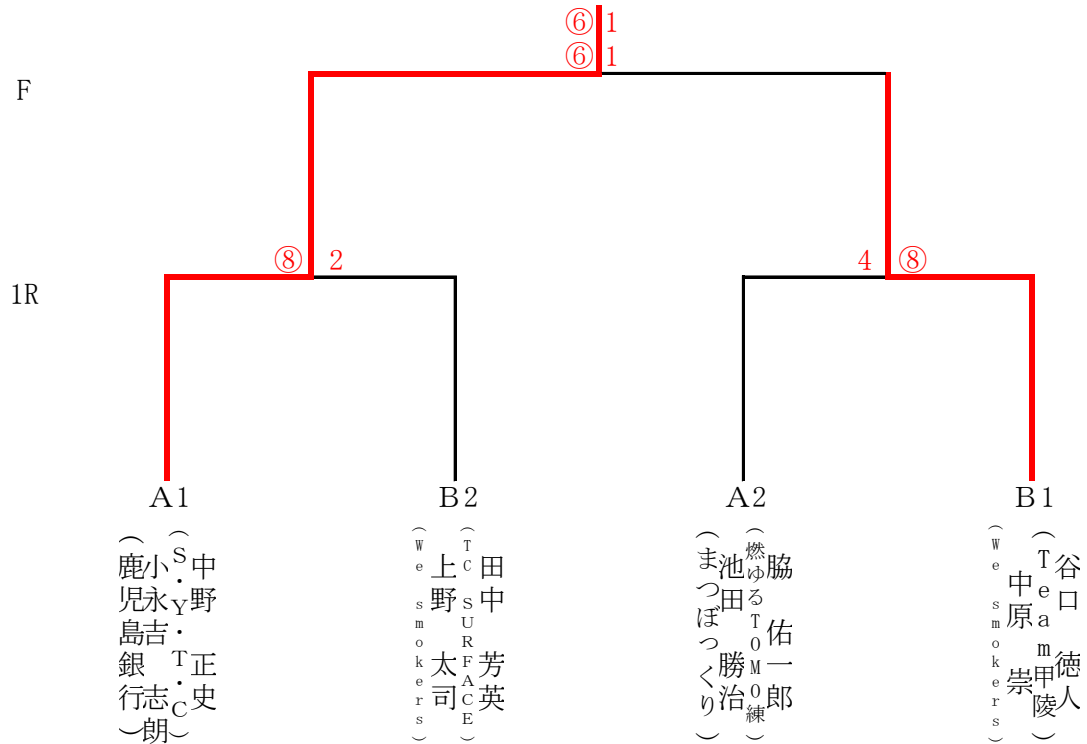 ⑥ 1
⑥ 1
F
⑧ 2
4 ⑧
1R
A1
B2
A2
B1
中野 正史
(S・Y・T・C)
小永吉 志朗
(鹿児島銀行)
田中 芳英
(TC SURFACE)
上野 太司
(We smokers)
脇 佑一郎
(燃ゆるTOMO練)
池田 勝治
(まつぼっくり)
谷口 徳人
(Team甲陵)
中原 崇
(We smokers)